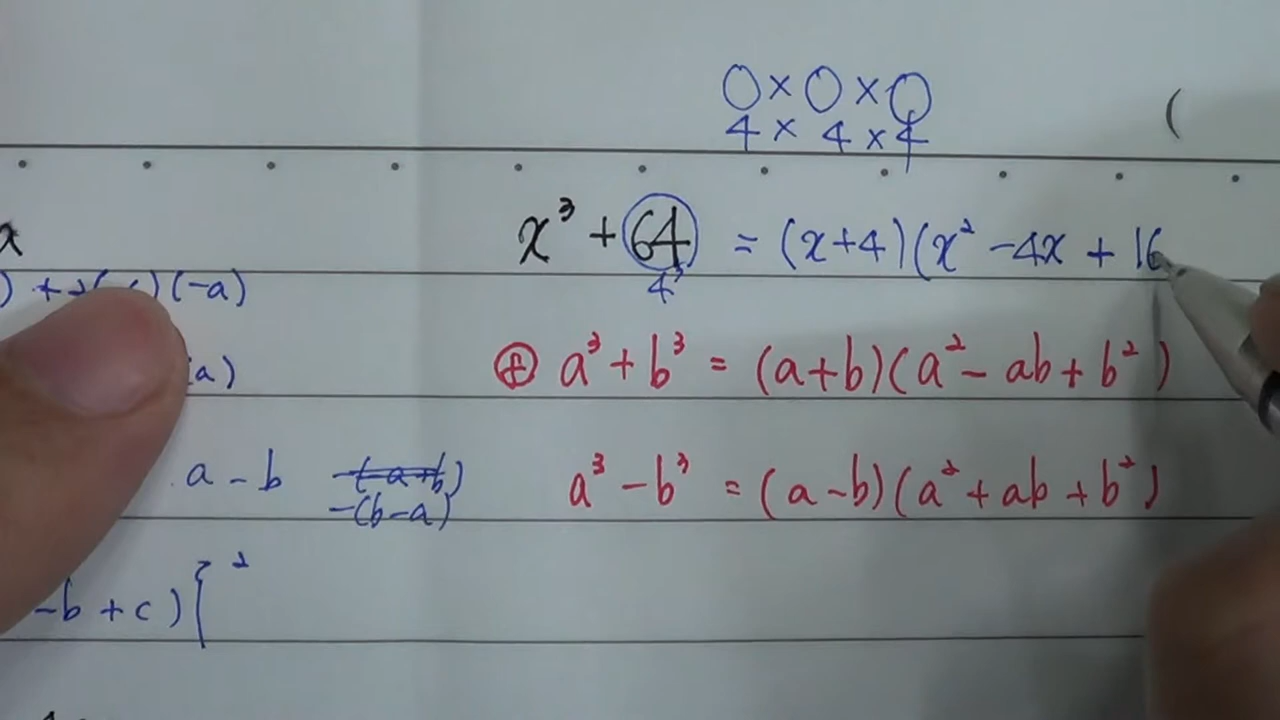 ○×○×○
4×4×4
(
x
x³ + 64 = (x+4)(x² - 4x + 16
4³
(-a)
⊕ a³ + b³ = (a+b)(a² - ab + b²)
a)
a - b
-(b-a)
a³ - b³ = (a-b)(a² + ab + b²)
2
-b + c)